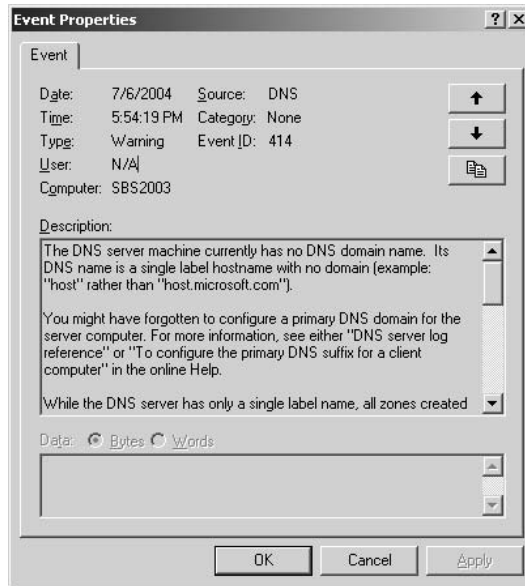 Event Properties
Event
Date: 7/6/2004 Source: DNS
Time: 5:54:19 PM Category: None
Type: Warning Event ID: 414
User: N/A
Computer: SBS2003
Description:
The DNS server machine currently has no DNS domain name. Its
DNS name is a single label hostname with no domain (example:
"host" rather than "host.microsoft.com").
You might have forgotten to configure a primary DNS domain for the
server computer. For more information, see either "DNS server log
reference" or "To configure the primary DNS suffix for a client
computer" in the online Help.
While the DNS server has only a single label name, all zones created
Data: Bytes Words
OK Cancel Apply